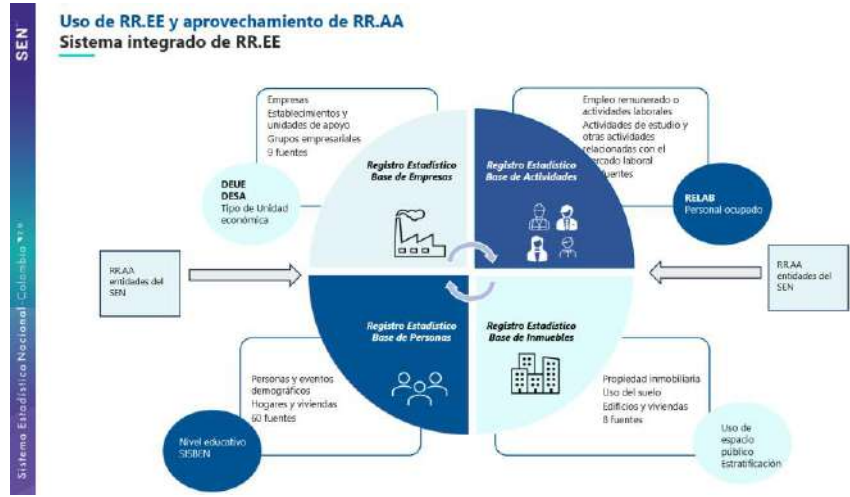 SEN
Uso de RR.EE y aprovechamiento de RR.AA
Sistema integrado de RR.EE
Empresas
Establecimientos y
unidades de apoyo
Grupos empresariales
9 fuentes
Empleo remunerado o
actividades laborales
Actividades de estudio y
otras actividades
relacionadas con el
mercado laboral
fuentes
Registro Estadístico
Base de Empresas
Registro Estadístico
Base de Actividades
DEUE
DESA
Tipo de Unidad
económica
RELAB
Personal ocupado
RR.AA
entidades del
SEN
RR.AA
entidades del
SEN
Registro Estadístico
Base de Personas
Registro Estadístico
Base de Inmuebles
Personas y eventos
demográficos
Hogares y viviendas
60 fuentes
Propiedad inmobiliaria
Uso del suelo
Edificios y viviendas
8 fuentes
Nivel educativo
SISBEN
Uso de
espacio
público
Estratificación
Sistema Estadístico Nacional - Colombia